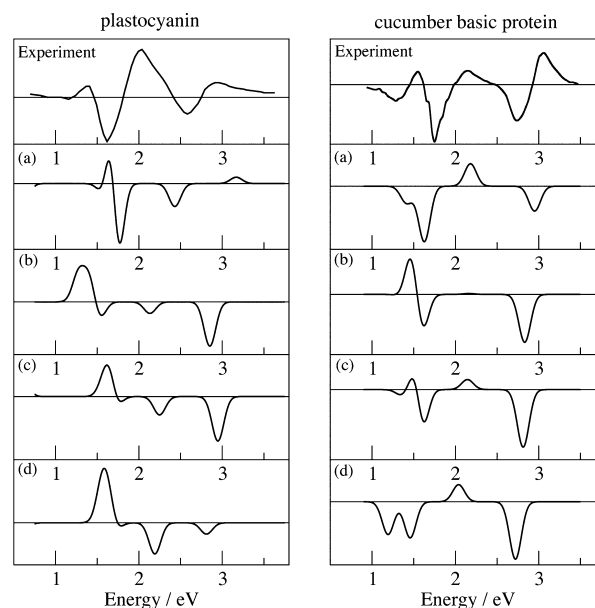 plastocyanin
cucumber basic protein
Experiment
Experiment
1 2 3
1 2 3
(a)
(a)
1 2 3
1 2 3
(b)
(b)
1 2 3
1 2 3
(c)
(c)
1 2 3
1 2 3
(d)
(d)
1 2 3
1 2 3
Energy / eV
Energy / eV